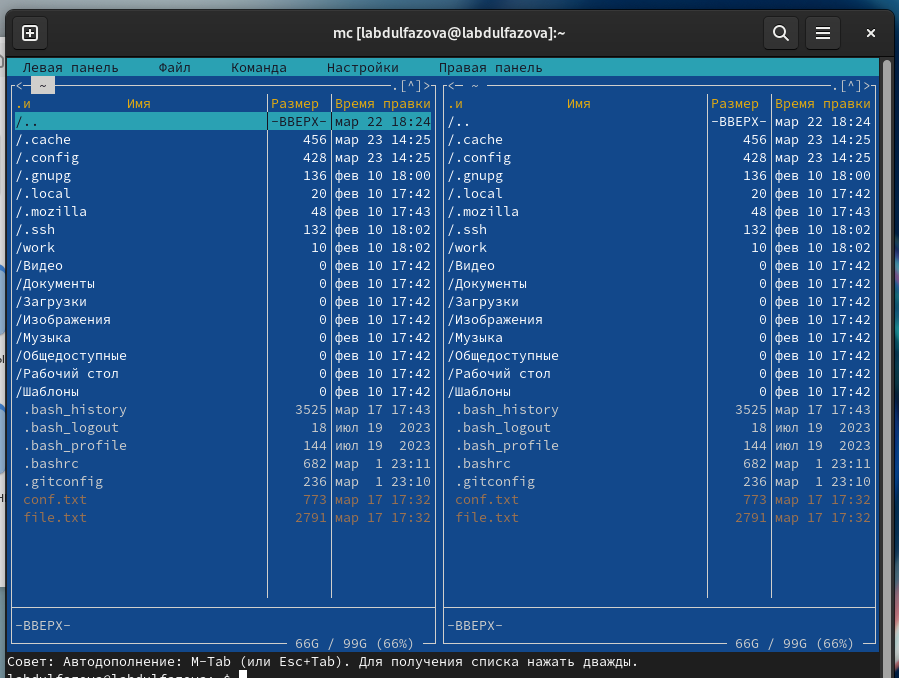 mc [labdulfazova@labdulfazova]:~
Левая панель Файл Команда Настройки Правая панель
<─ ~ ─.[^]>
.и Имя Размер Время правки
/.. -ВВЕРХ- мар 22 18:24
/.cache 456 мар 23 14:25
/.config 428 мар 23 14:25
/.gnupg 136 фев 10 18:00
/.local 20 фев 10 17:42
/.mozilla 48 фев 10 17:43
/.ssh 132 фев 10 18:02
/work 10 фев 10 18:02
/Видео 0 фев 10 17:42
/Документы 0 фев 10 17:42
/Загрузки 0 фев 10 17:42
/Изображения 0 фев 10 17:42
/Музыка 0 фев 10 17:42
/Общедоступные 0 фев 10 17:42
/Рабочий стол 0 фев 10 17:42
/Шаблоны 0 фев 10 17:42
.bash_history 3525 мар 17 17:43
.bash_logout 18 июл 19 2023
.bash_profile 144 июл 19 2023
.bashrc 682 мар 1 23:11
.gitconfig 236 мар 1 23:10
conf.txt 773 мар 17 17:32
file.txt 2791 мар 17 17:32
-ВВЕРХ-
66G / 99G (66%)
<─ ~ ─.[^]>
.и Имя Размер Время правки
/.. -ВВЕРХ- мар 22 18:24
/.cache 456 мар 23 14:25
/.config 428 мар 23 14:25
/.gnupg 136 фев 10 18:00
/.local 20 фев 10 17:42
/.mozilla 48 фев 10 17:43
/.ssh 132 фев 10 18:02
/work 10 фев 10 18:02
/Видео 0 фев 10 17:42
/Документы 0 фев 10 17:42
/Загрузки 0 фев 10 17:42
/Изображения 0 фев 10 17:42
/Музыка 0 фев 10 17:42
/Общедоступные 0 фев 10 17:42
/Рабочий стол 0 фев 10 17:42
/Шаблоны 0 фев 10 17:42
.bash_history 3525 мар 17 17:43
.bash_logout 18 июл 19 2023
.bash_profile 144 июл 19 2023
.bashrc 682 мар 1 23:11
.gitconfig 236 мар 1 23:10
conf.txt 773 мар 17 17:32
file.txt 2791 мар 17 17:32
-ВВЕРХ-
66G / 99G (66%)
Совет: Автодополнение: M-Tab (или Esc+Tab). Для получения списка нажать дважды.
labdulfazova@labdulfazova:~$